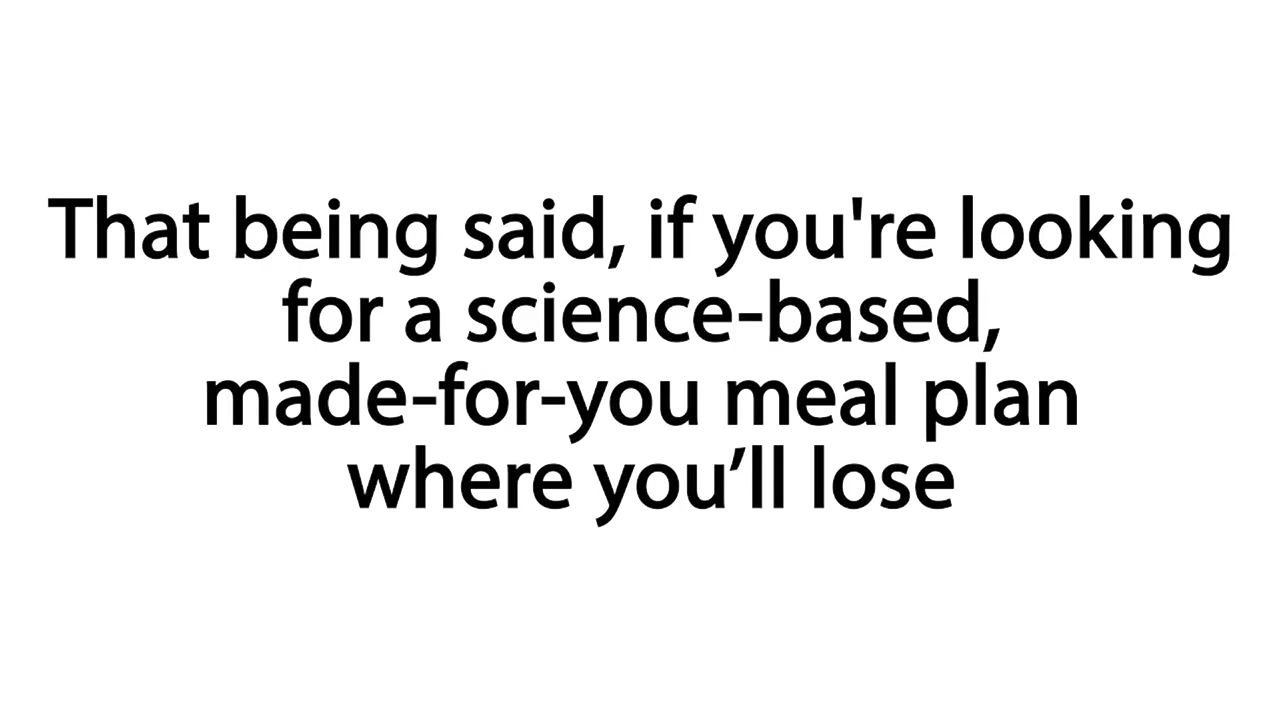 That being said, if you're looking
for a science-based,
made-for-you meal plan
where you’ll lose